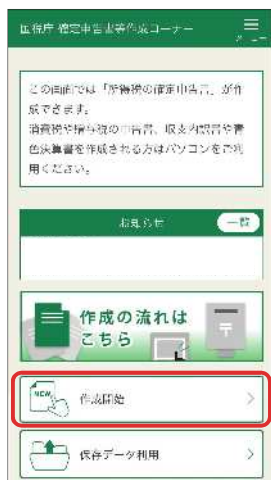 国税庁 確定申告書等作成コーナー
メニュー
この画面では「所得税の確定申告書」が作
成できます。
消費税や贈与税の申告書、収支内訳書や青
色決算書を作成される方はパソコンをご利
用ください。
お知らせ
一覧
作成の流れは
こちら
NEW
作成開始
保存データ利用